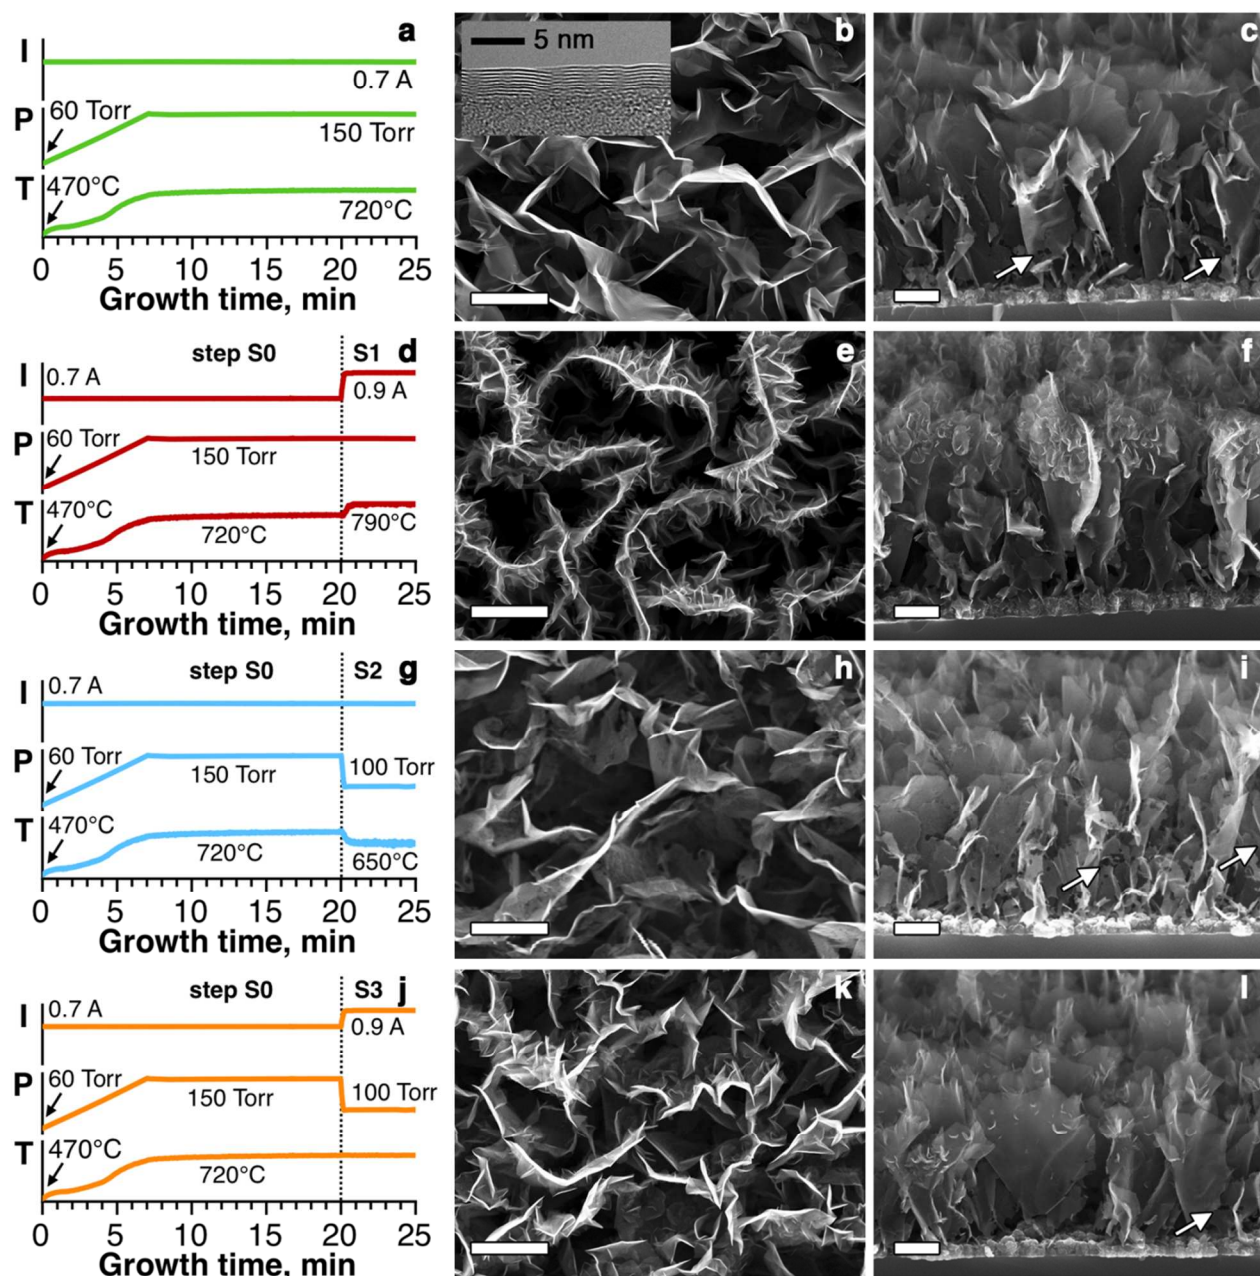 a
I
0.7 A
60 Torr
P
150 Torr
T
470°C
720°C
0 5 10 15 20 25
Growth time, min
5 nm
b
c
step S0 S1 d
I
0.7 A
0.9 A
P
60 Torr
150 Torr
T
470°C
720°C
790°C
0 5 10 15 20 25
Growth time, min
e
f
step S0 S2 g
I
0.7 A
P
60 Torr
150 Torr
100 Torr
T
470°C
720°C
650°C
0 5 10 15 20 25
Growth time, min
h
i
step S0 S3 j
I
0.7 A
0.9 A
P
60 Torr
150 Torr
100 Torr
T
470°C
720°C
0 5 10 15 20 25
Growth time, min
k
l